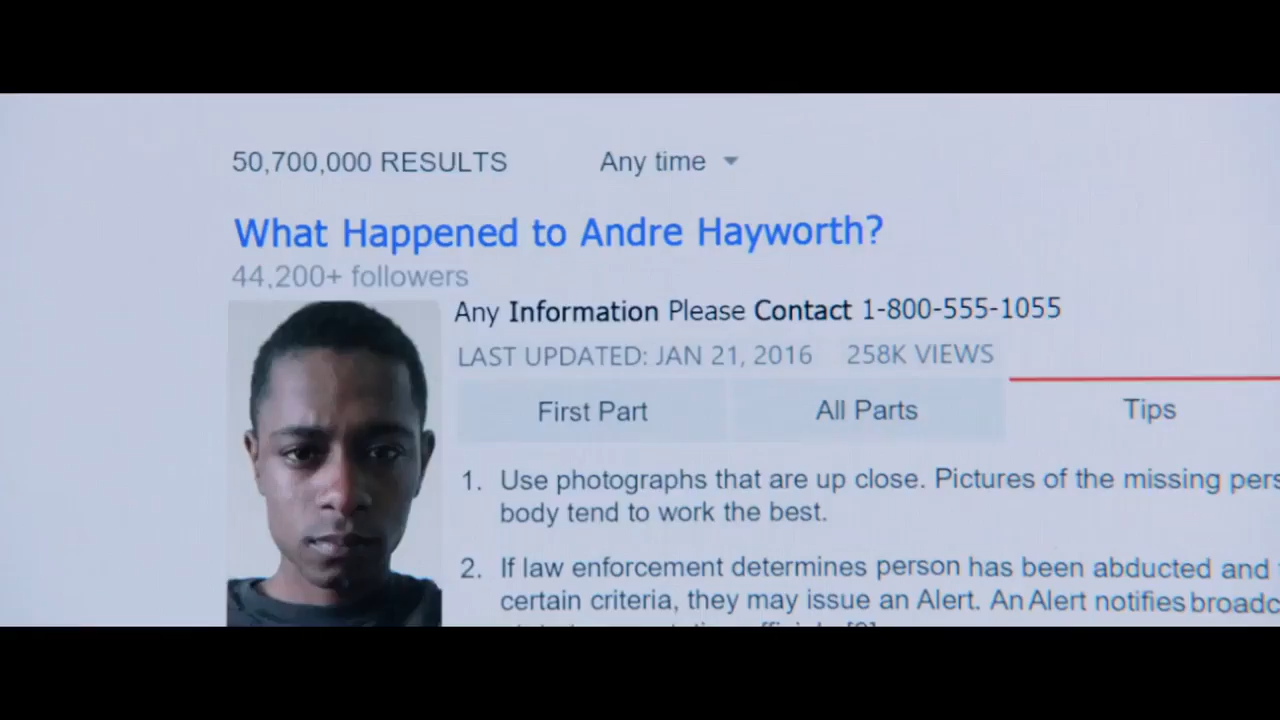 50,700,000 RESULTS Any time
What Happened to Andre Hayworth?
44,200+ followers
Any Information Please Contact 1-800-555-1055
LAST UPDATED: JAN 21, 2016 258K VIEWS
First Part All Parts Tips
1. Use photographs that are up close. Pictures of the missing pers
body tend to work the best.
2. If law enforcement determines person has been abducted and
certain criteria, they may issue an Alert. An Alert notifies broadc